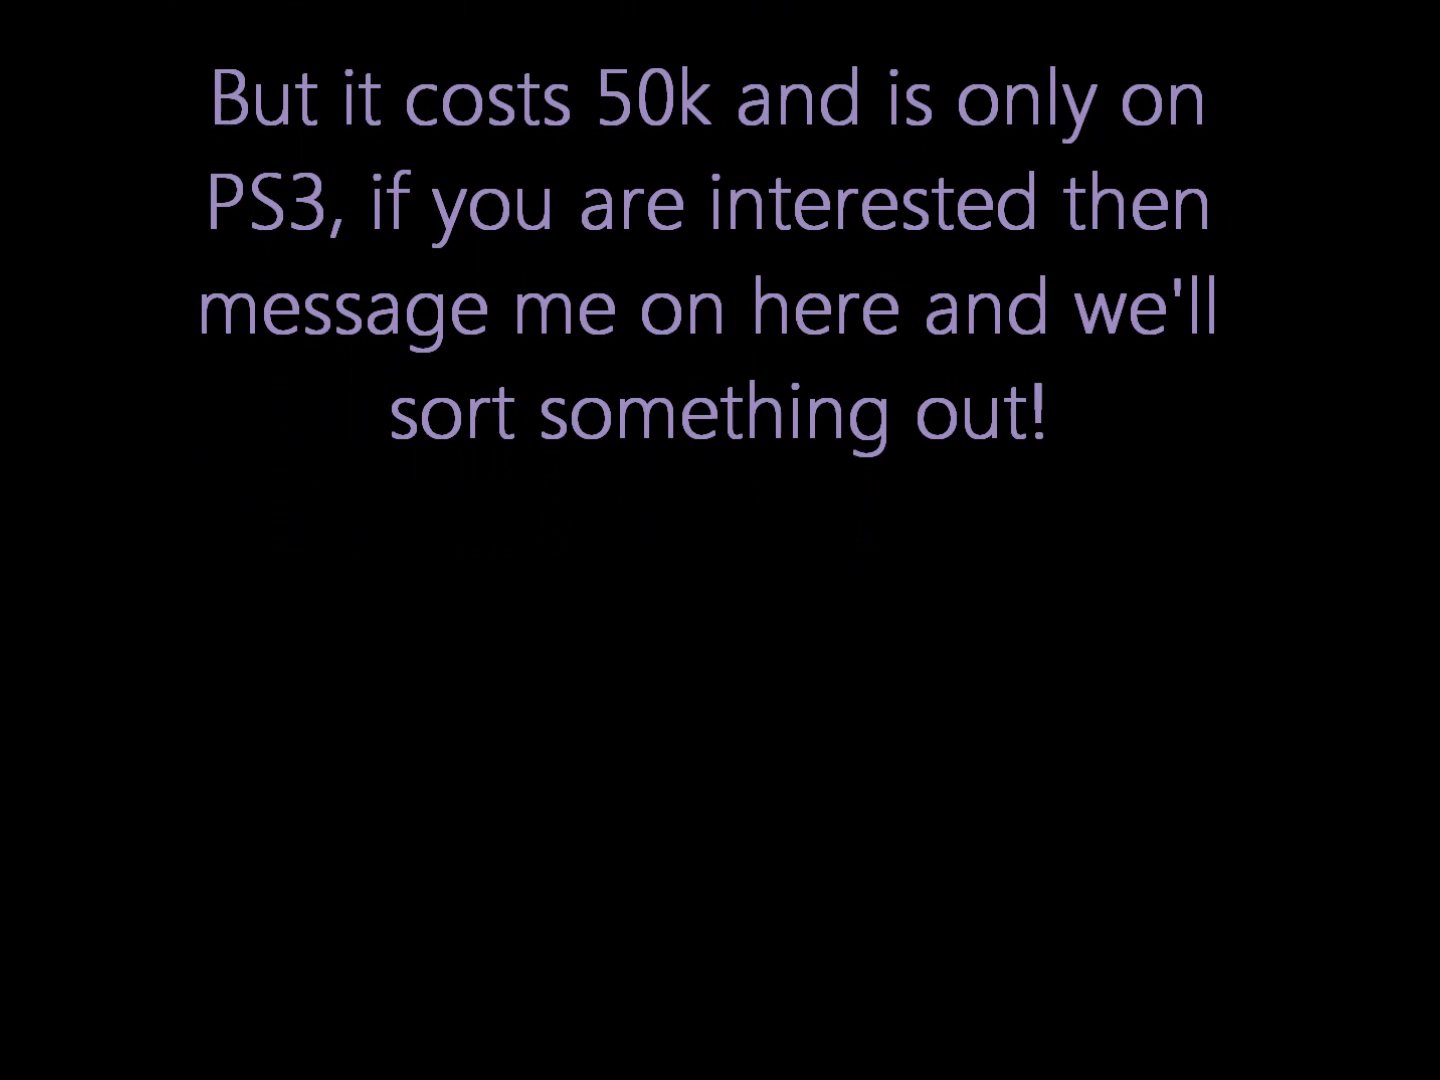 But it costs 50k and is only on
PS3, if you are interested then
message me on here and we'll
sort something out!